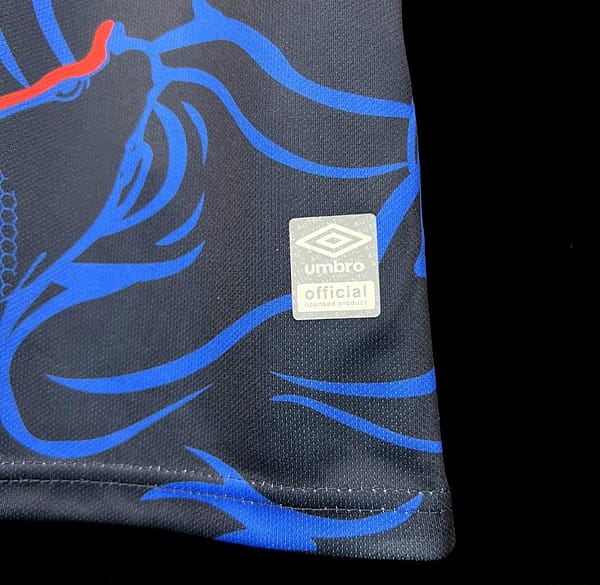 umbro
official
licensed product